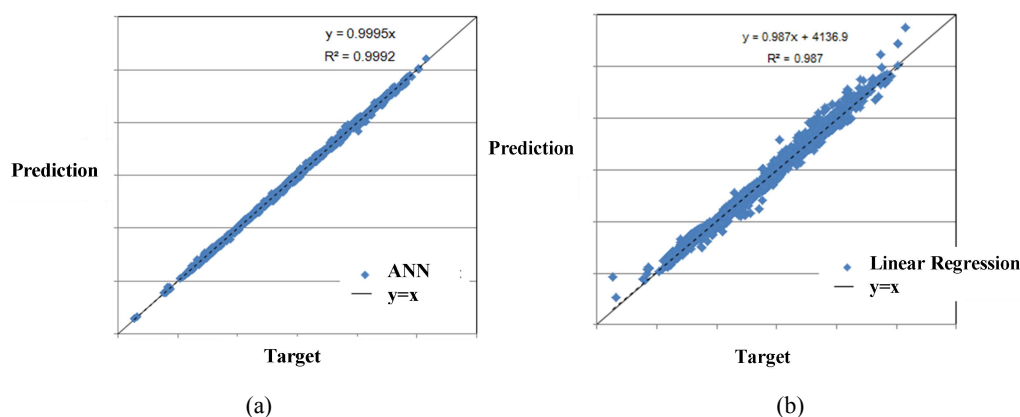 y = 0.9995x
R² = 0.9992
Prediction
ANN
y=x
Target
(a)
y = 0.987x + 4136.9
R² = 0.987
Prediction
Linear Regression
y=x
Target
(b)